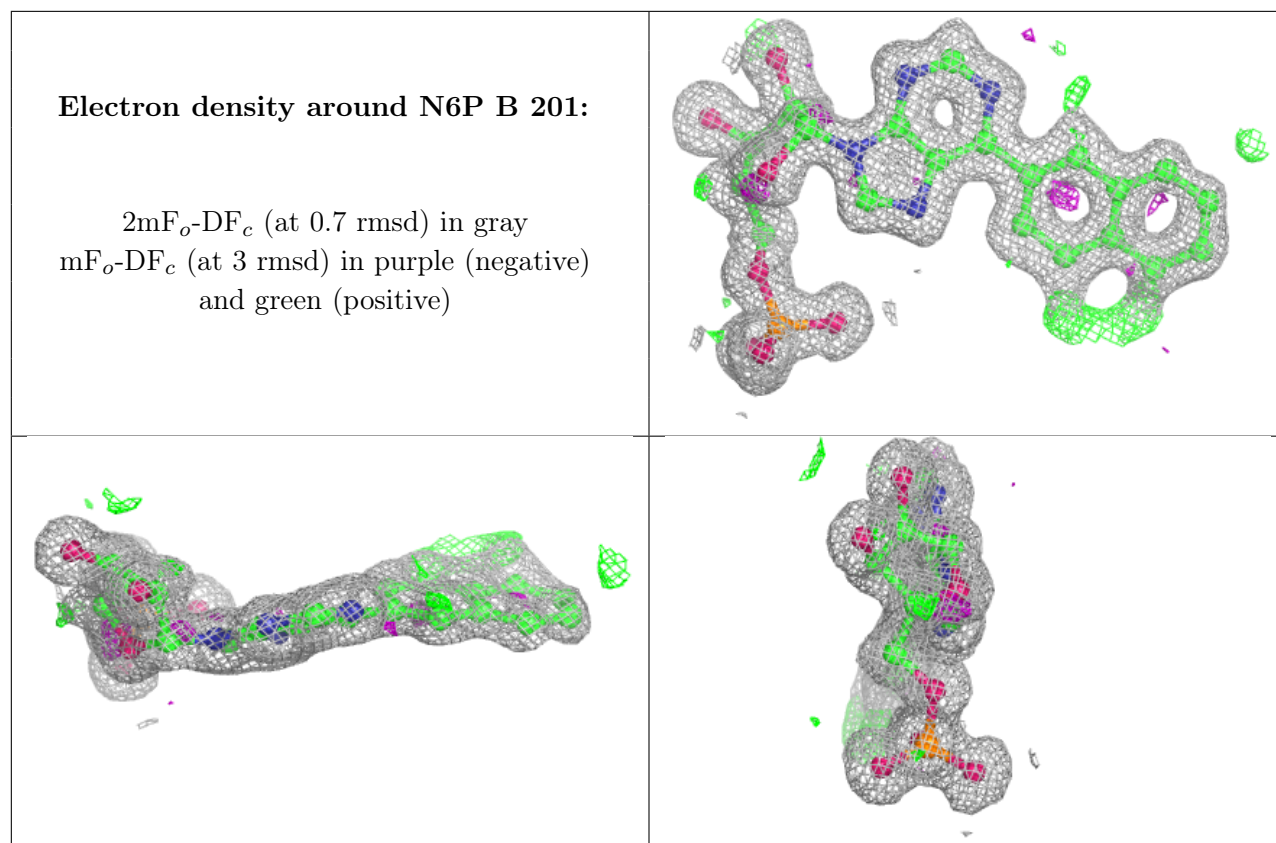 Electron density around N6P B 201:
2mFo-DFc (at 0.7 rmsd) in gray
mFo-DFc (at 3 rmsd) in purple (negative)
and green (positive)